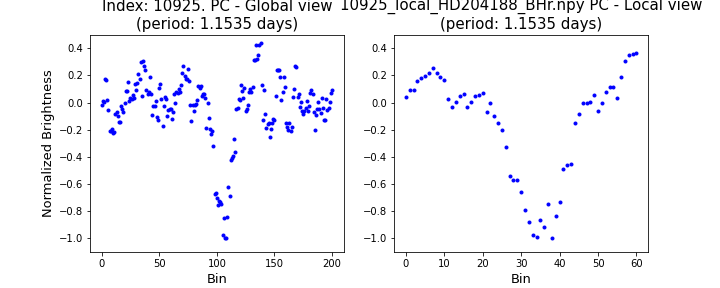 Index: 10925. PC - Global view
(period: 1.1535 days)
10925_local_HD204188_BHr.npy PC - Local view
(period: 1.1535 days)
Normalized Brightness
0.4
0.2
0.0
−0.2
−0.4
−0.6
−0.8
−1.0
0 50 100 150 200
Bin
0.4
0.2
0.0
−0.2
−0.4
−0.6
−0.8
−1.0
0 10 20 30 40 50 60
Bin